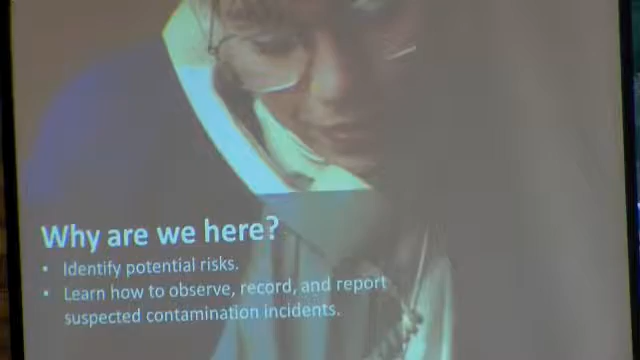 Why are we here?
• Identify potential risks.
• Learn how to observe, record, and report
suspected contamination incidents.